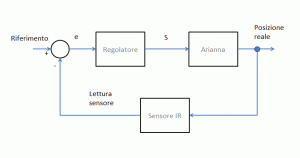 Posizione
reale
Riferimento
e
S
+
Regolatore
Arianna
-
Lettura
sensore
Sensore IR